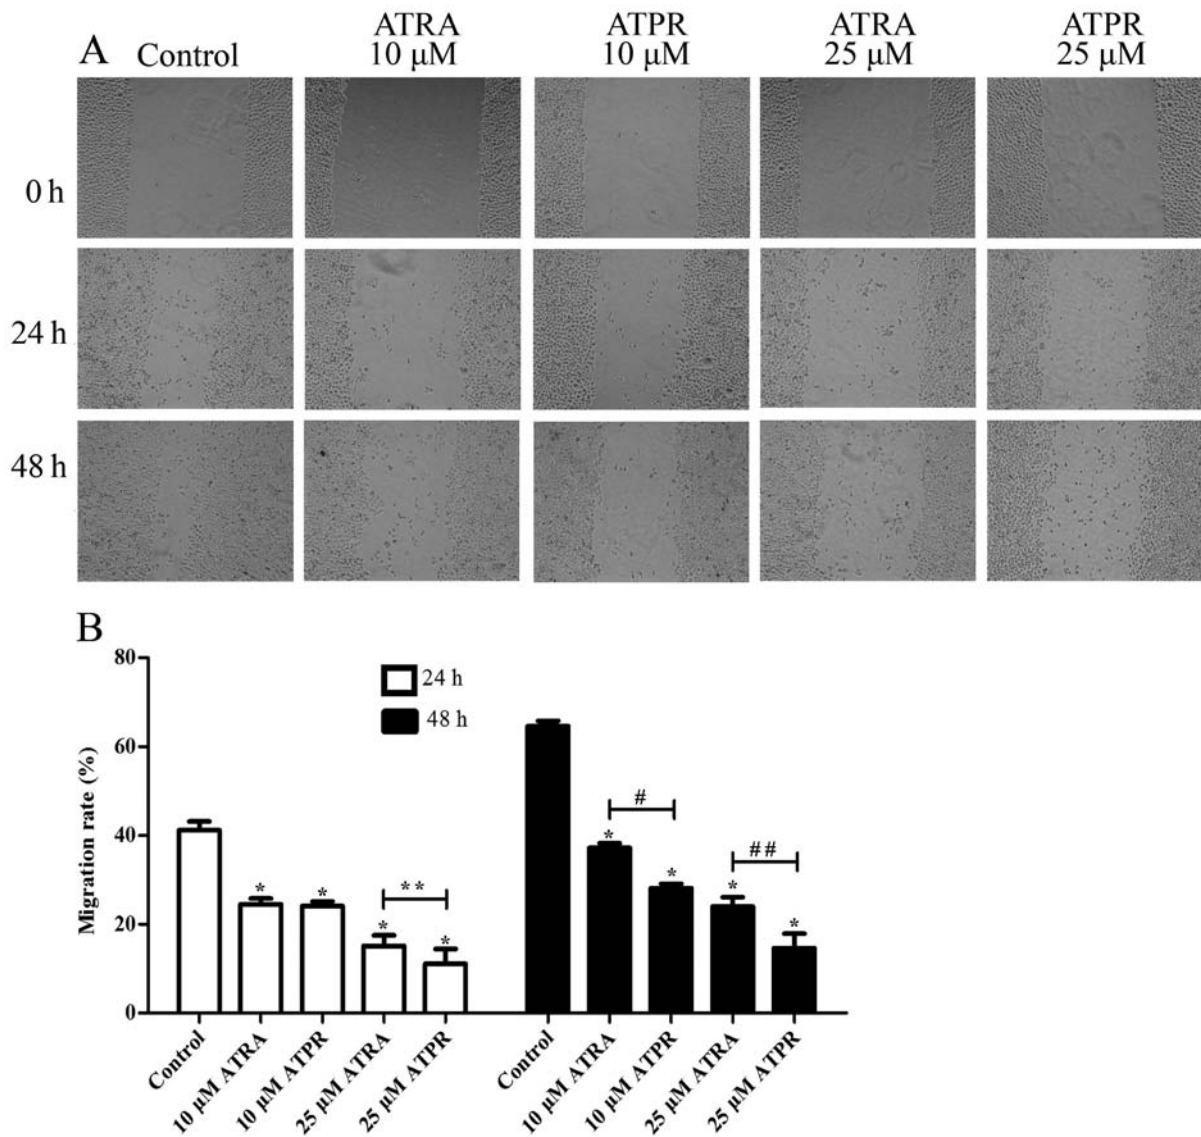 A
Control
ATRA
10 μM
ATPR
10 μM
ATRA
25 μM
ATPR
25 μM
0 h
24 h
48 h
B
80
60
40
20
0
Migration rate (%)
24 h
48 h
*
*
*
*
**
*
*
*
*
#
##
Control
10 μM ATRA
10 μM ATPR
25 μM ATRA
25 μM ATPR
Control
10 μM ATRA
10 μM ATPR
25 μM ATRA
25 μM ATPR